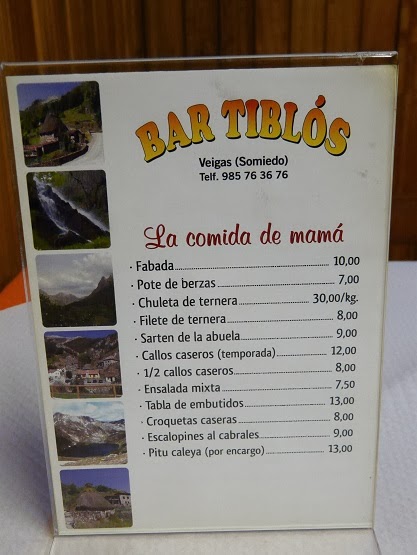 BAR TIBLÓS
Veigas (Somiedo)
Telf. 985 76 36 76
La comida de mamá
· Fabada 10,00
· Pote de berzas 7,00
· Chuleta de ternera 30,00/kg.
· Filete de ternera 8,00
· Sarten de la abuela 9,00
· Callos caseros (temporada) 12,00
· 1/2 callos caseros 8,00
· Ensalada mixta 7,50
· Tabla de embutidos 13,00
· Croquetas caseras 8,00
· Escalopines al cabrales 9,00
· Pitu caleya (por encargo) 13,00